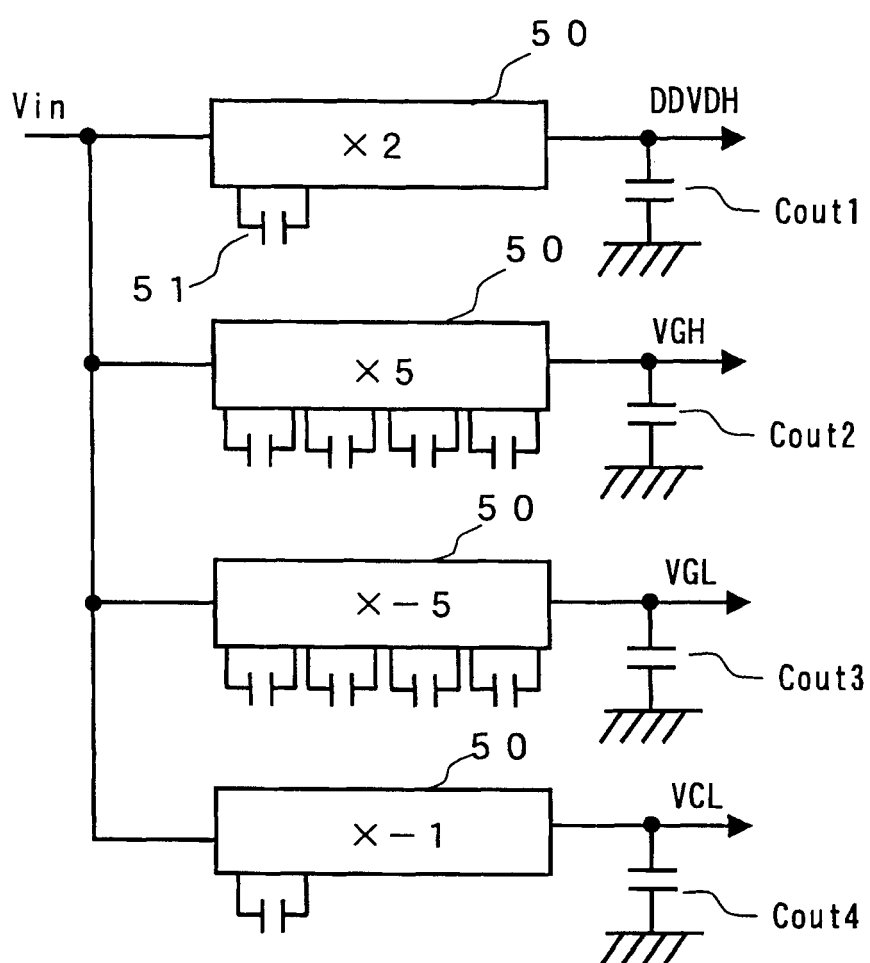 50
Vin
DDVDH
×2
Cout1
51
50
VGH
×5
Cout2
50
VGL
×-5
Cout3
50
VCL
×-1
Cout4